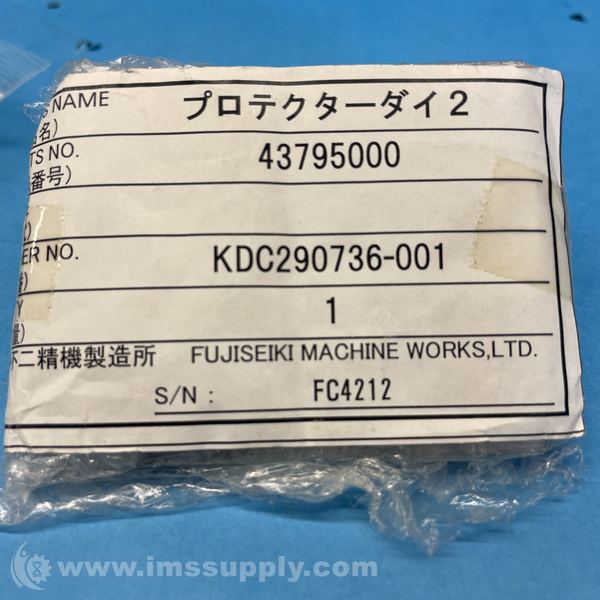 NAME プロテクターダイ2
名)
TS NO. 43795000
番号)
ER NO. KDC290736-001
Y 1
量)
二精機製造所 FUJISEIKI MACHINE WORKS,LTD.
S/N : FC4212
www.imssupply.com